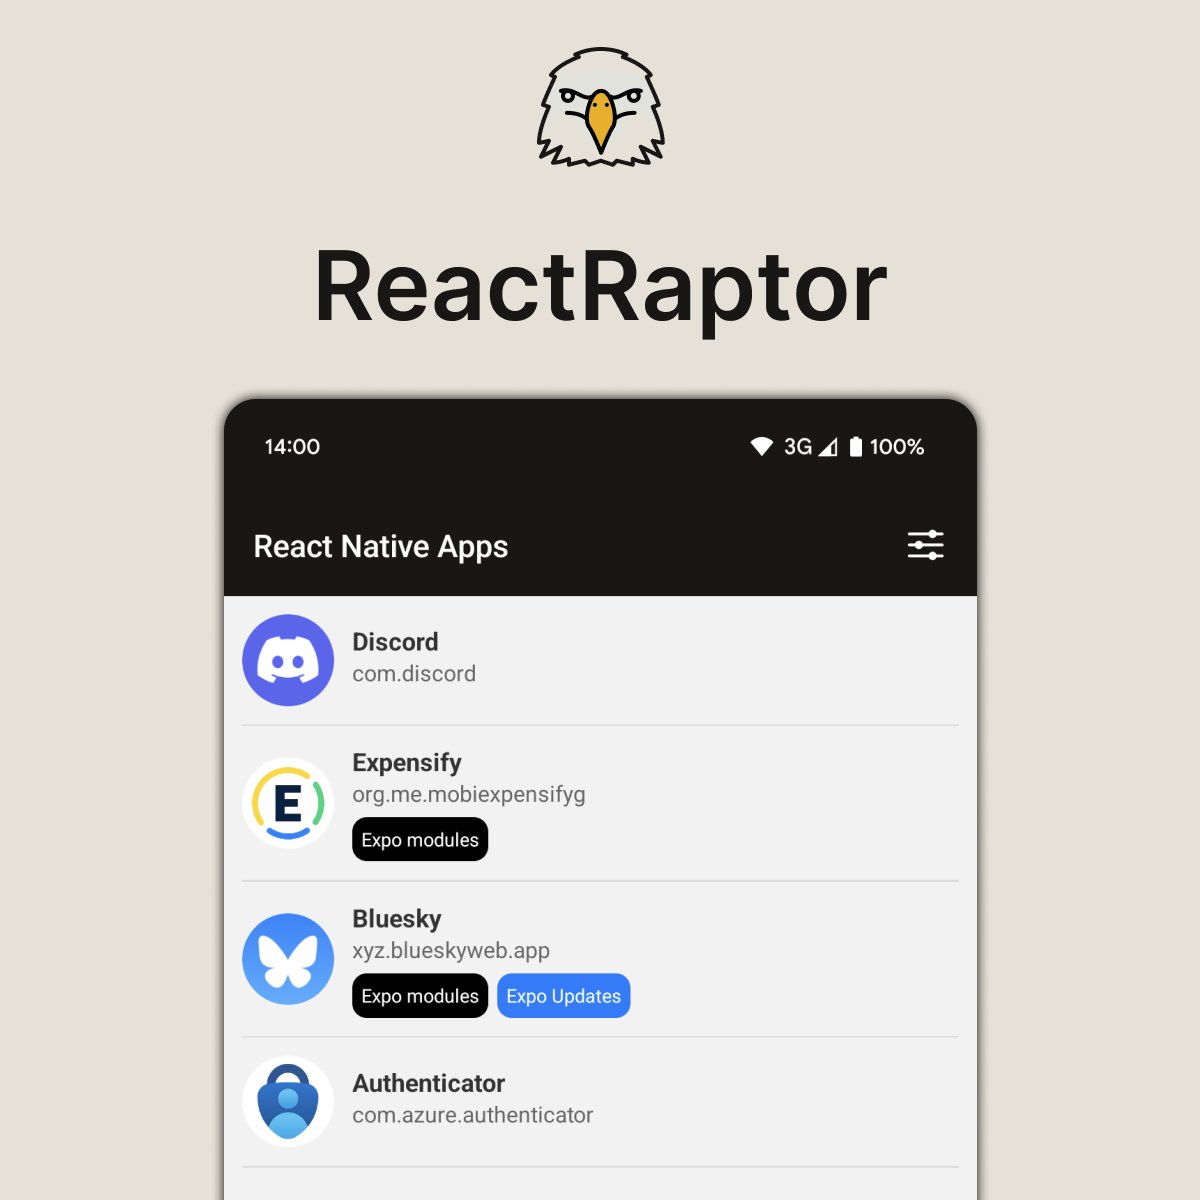 ReactRaptor
14:00 3G 100%
React Native Apps
Discord
com.discord
E
Expensify
org.me.mobiexpensifyg
Expo modules
Bluesky
xyz.blueskyweb.app
Expo modules Expo Updates
Authenticator
com.azure.authenticator